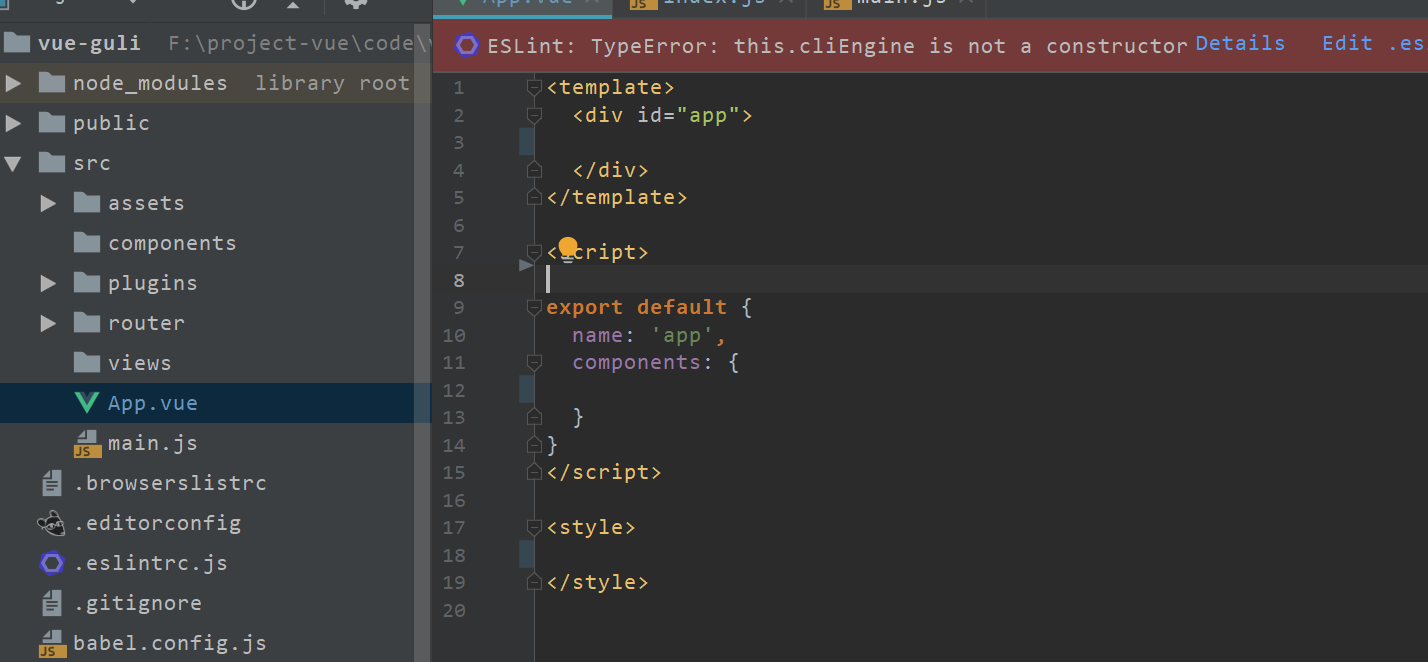 App.vue
index.js
main.js
vue-guli F:\project-vue\code\v
node_modules library root
public
src
assets
components
plugins
router
views
App.vue
main.js
.browserslistrc
.editorconfig
.eslintrc.js
.gitignore
babel.config.js
ESLint: TypeError: this.cliEngine is not a constructor Details Edit .es
1 <template>
2 <div id="app">
3
4 </div>
5 </template>
6
7 <script>
8
9 export default {
10 name: 'app',
11 components: {
12
13 }
14 }
15 </script>
16
17 <style>
18
19 </style>
20